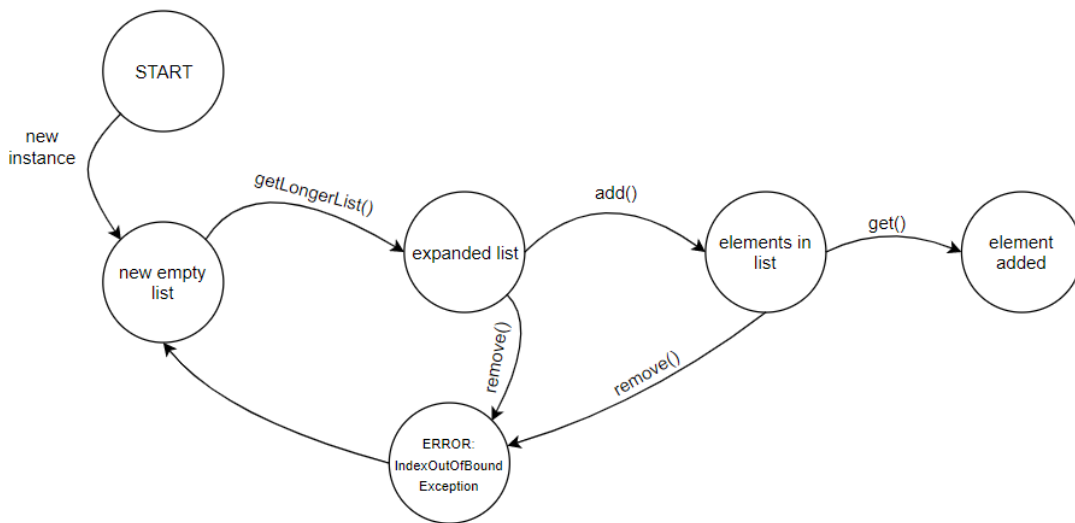 START
new
instance
getLongerList()
add()
get()
new empty
list
expanded list
elements in
list
element
added
remove()
remove()
ERROR:
IndexOutOfBound
Exception